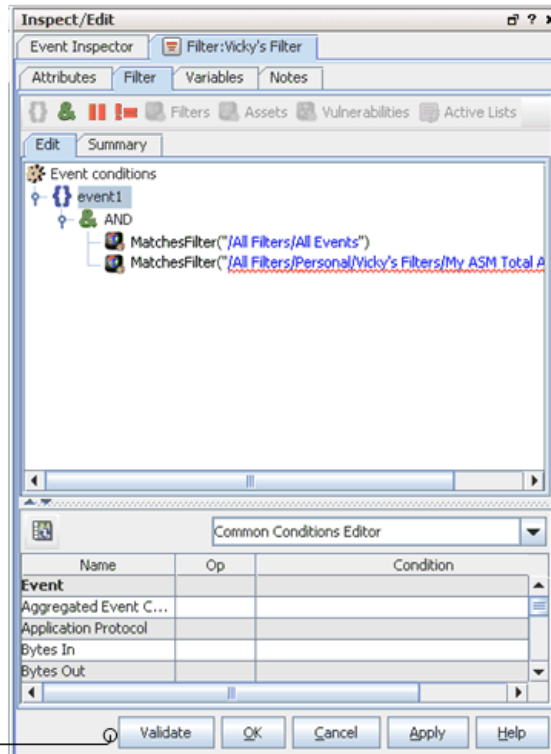 Inspect/Edit
Event Inspector Filter:Vicky's Filter
Attributes Filter Variables Notes
Filters Assets Vulnerabilities Active Lists
Edit Summary
Event conditions
event1
AND
MatchesFilter("/All Filters/All Events")
MatchesFilter("/All Filters/Personal/Vicky's Filters/My ASM Total A
Common Conditions Editor
Name Op Condition
Event
Aggregated Event C...
Application Protocol
Bytes In
Bytes Out
Validate OK Cancel Apply Help